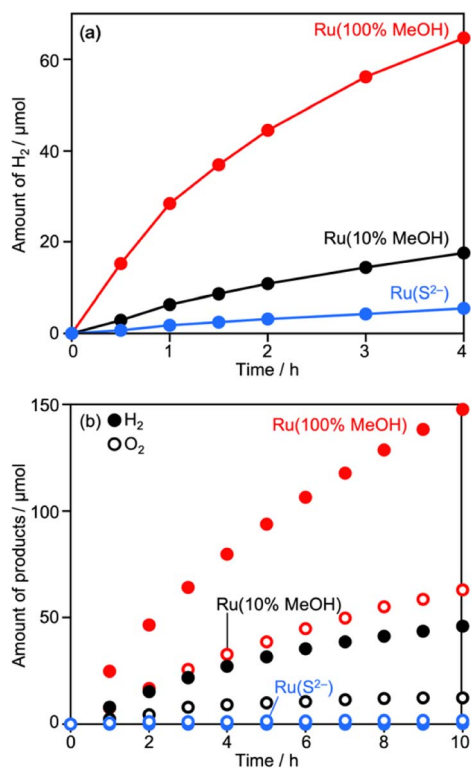 (a)
Ru(100% MeOH)
60
40
20
0
Amount of H₂ / μmol
Ru(10% MeOH)
Ru(S²⁻)
0 1 2 3 4
Time / h
150
(b)
H₂
O₂
Ru(100% MeOH)
100
50
0
Amount of products / μmol
Ru(10% MeOH)
Ru(S²⁻)
0 2 4 6 8 10
Time / h